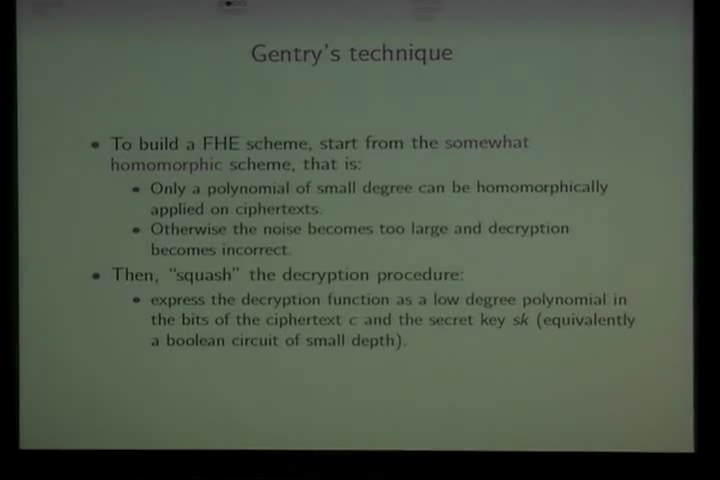 Gentry's technique
• To build a FHE scheme, start from the somewhat
homomorphic scheme, that is:
• Only a polynomial of small degree can be homomorphically
applied on ciphertexts.
• Otherwise the noise becomes too large and decryption
becomes incorrect.
• Then, "squash" the decryption procedure:
• express the decryption function as a low degree polynomial in
the bits of the ciphertext c and the secret key sk (equivalently
a boolean circuit of small depth).